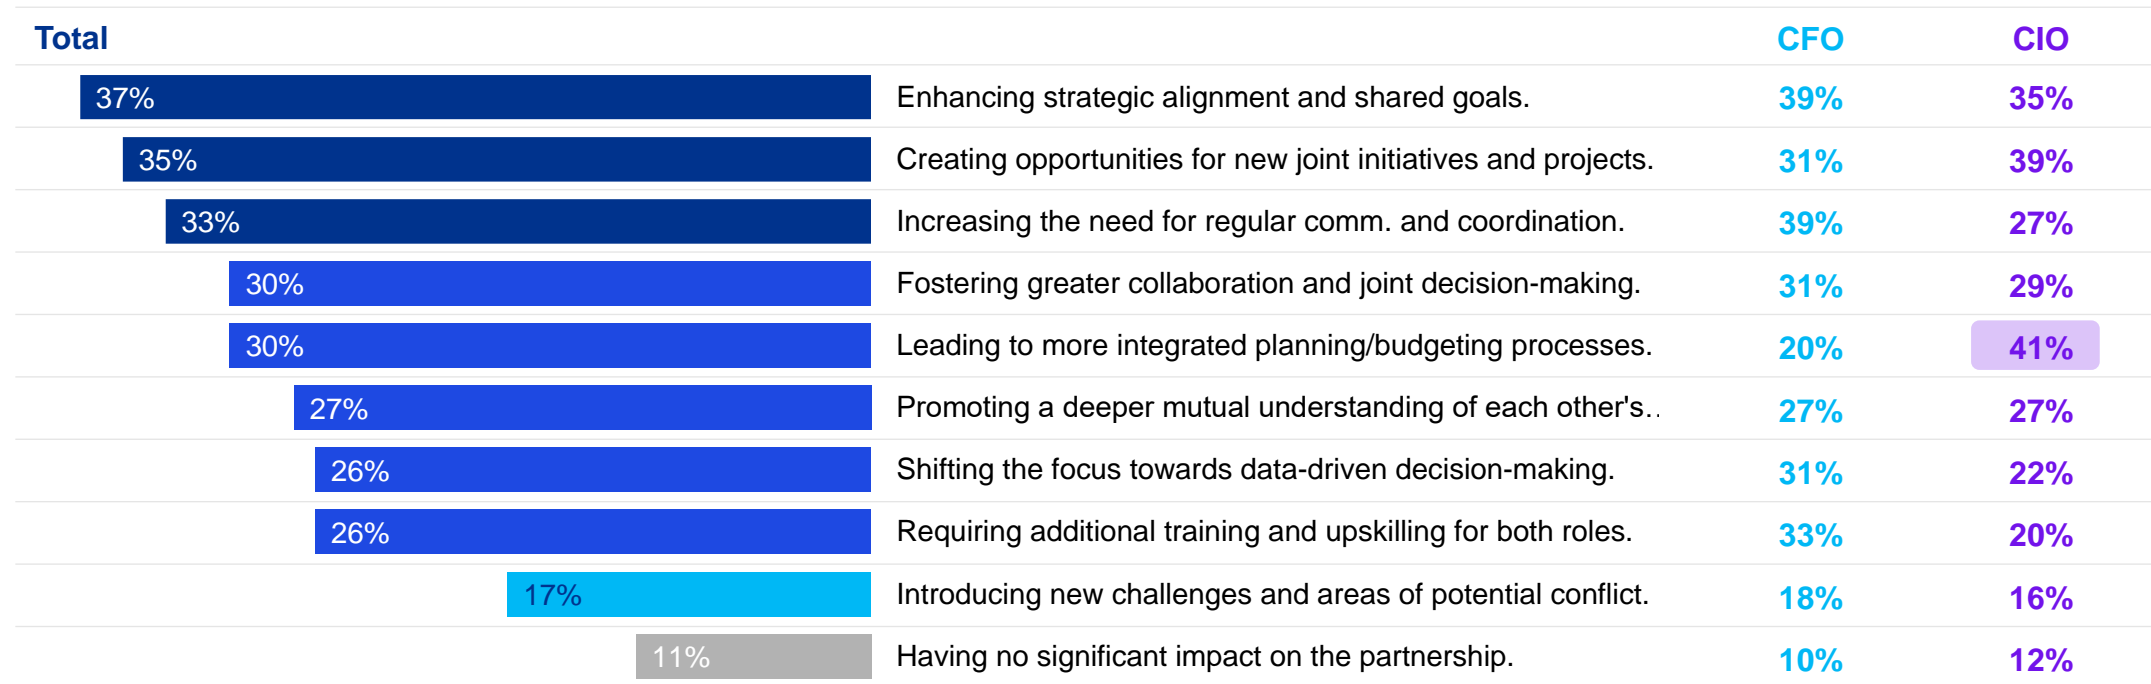 Total CFO CIO
37% Enhancing strategic alignment and shared goals. 39% 35%
35% Creating opportunities for new joint initiatives and projects. 31% 39%
33% Increasing the need for regular comm. and coordination. 39% 27%
30% Fostering greater collaboration and joint decision-making. 31% 29%
30% Leading to more integrated planning/budgeting processes. 20% 41%
27% Promoting a deeper mutual understanding of each other's.. 27% 27%
26% Shifting the focus towards data-driven decision-making. 31% 22%
26% Requiring additional training and upskilling for both roles. 33% 20%
17% Introducing new challenges and areas of potential conflict. 18% 16%
11% Having no significant impact on the partnership. 10% 12%